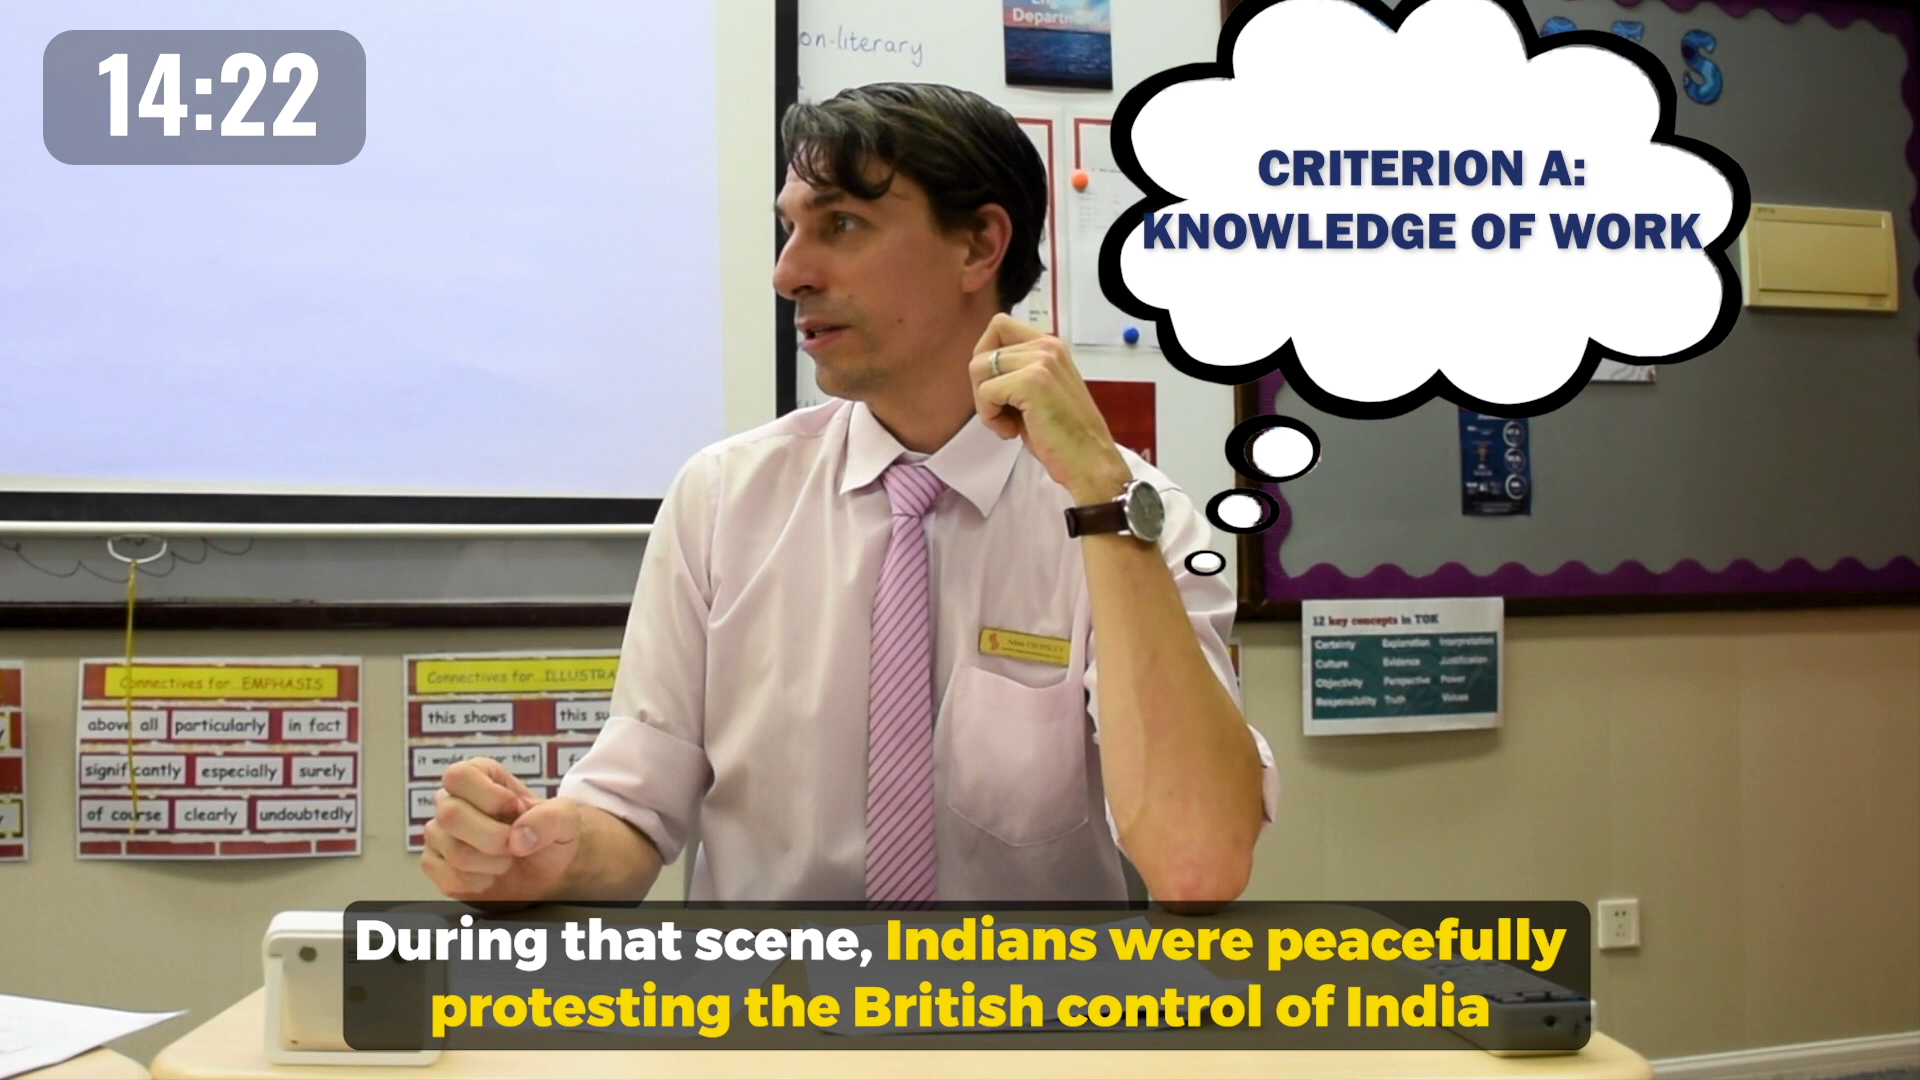 14:22
on-literary
Department
CRITERION A:
KNOWLEDGE OF WORK
12 key concepts in TOK
Certainty Explanation Interpretation
Culture Evidence Justification
Objectivity Perspective Power
Responsibility Truth Values
Connectives for...EMPHASIS
above all particularly in fact
significantly especially surely
of course clearly undoubtedly
Connectives for...ILLUSTRA
this shows this su
During that scene, Indians were peacefully
protesting the British control of India